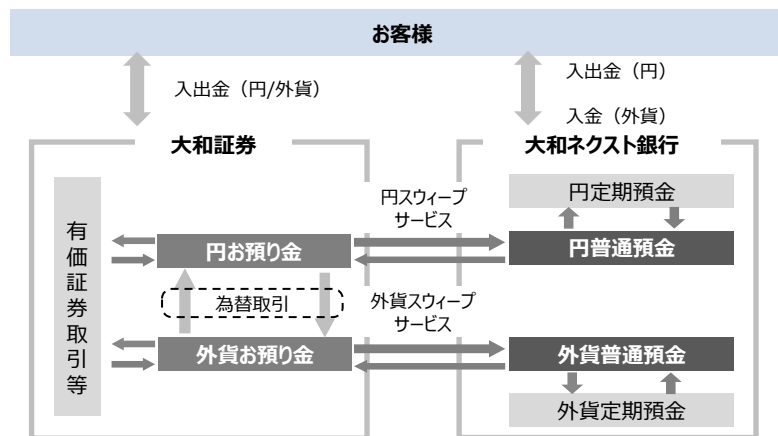 お客様
入出金（円/外貨）
入出金（円）
入金（外貨）
大和証券
大和ネクスト銀行
有価証券取引等
円お預り金
為替取引
外貨お預り金
円スウィープ
サービス
外貨スウィープ
サービス
円定期預金
円普通預金
外貨普通預金
外貨定期預金